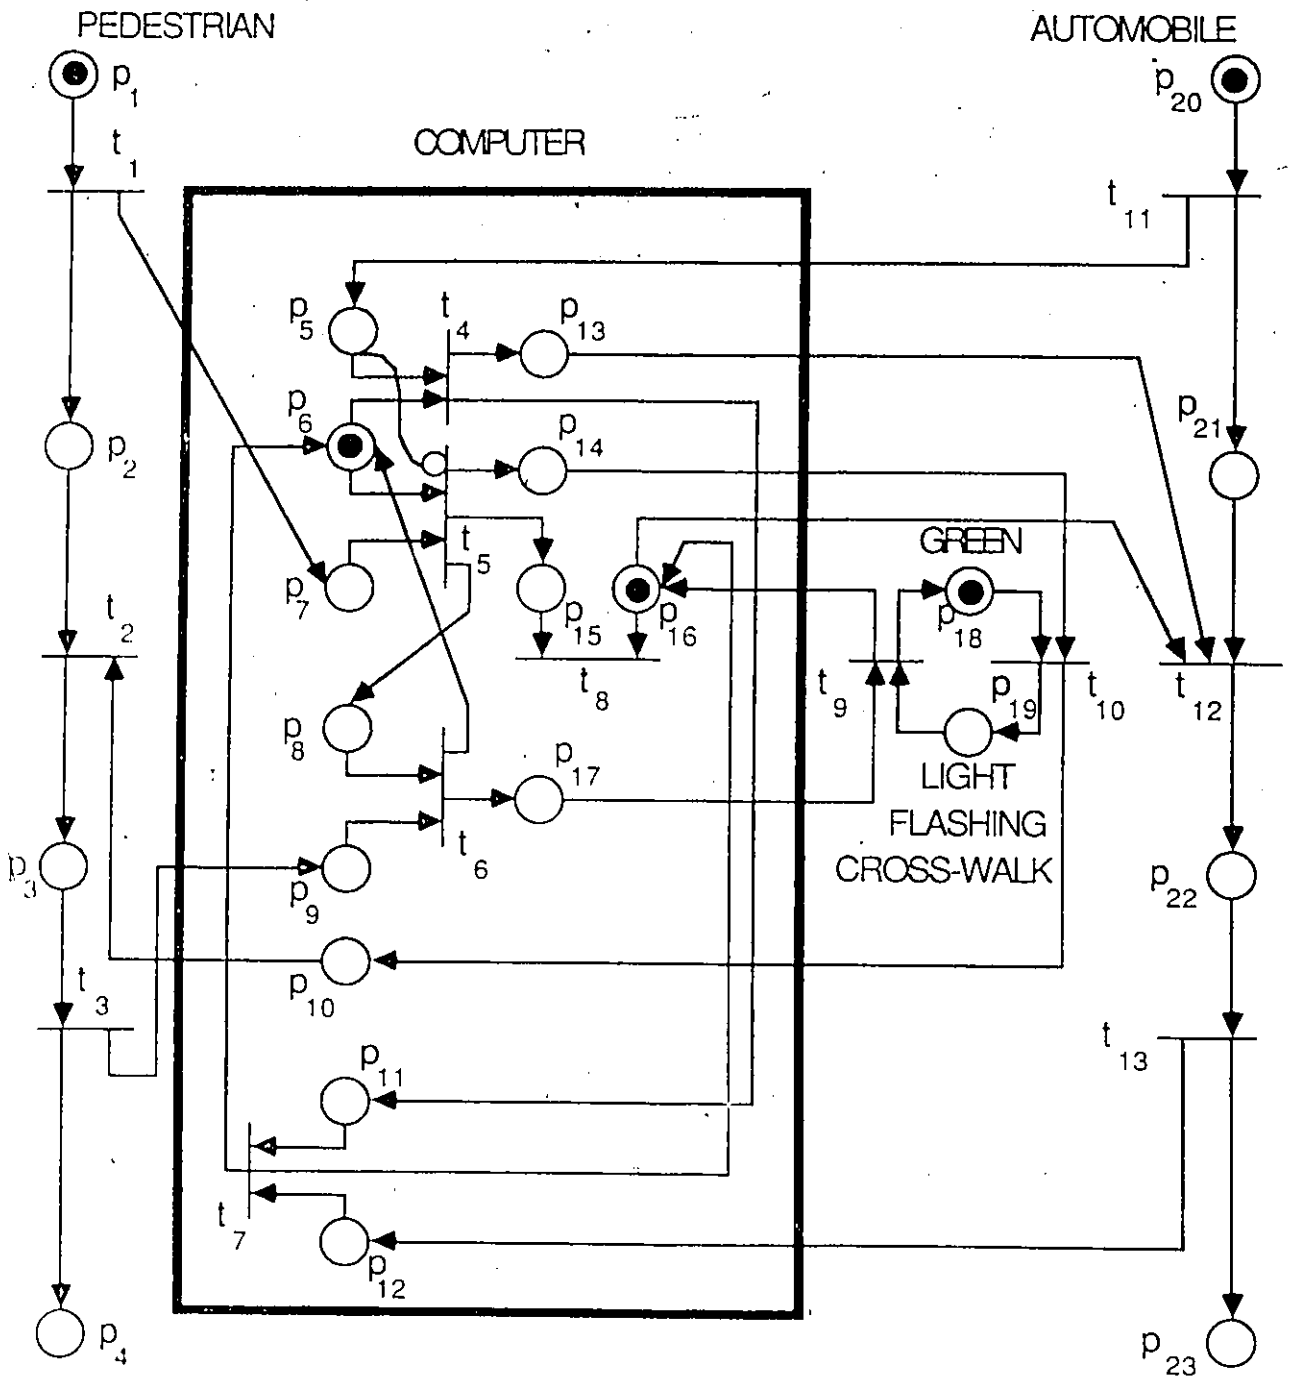 PEDESTRIAN
AUTOMOBILE
p1
p20
t1
COMPUTER
t11
p5
t4
p13
p6
p14
p21
p2
t5
GREEN
p7
p15
p16
p18
t2
t8
t9
p19
t10
t12
p8
p17
LIGHT
FLASHING
CROSS-WALK
t6
p3
p9
p22
t3
p10
t13
p11
t7
p12
p4
p23